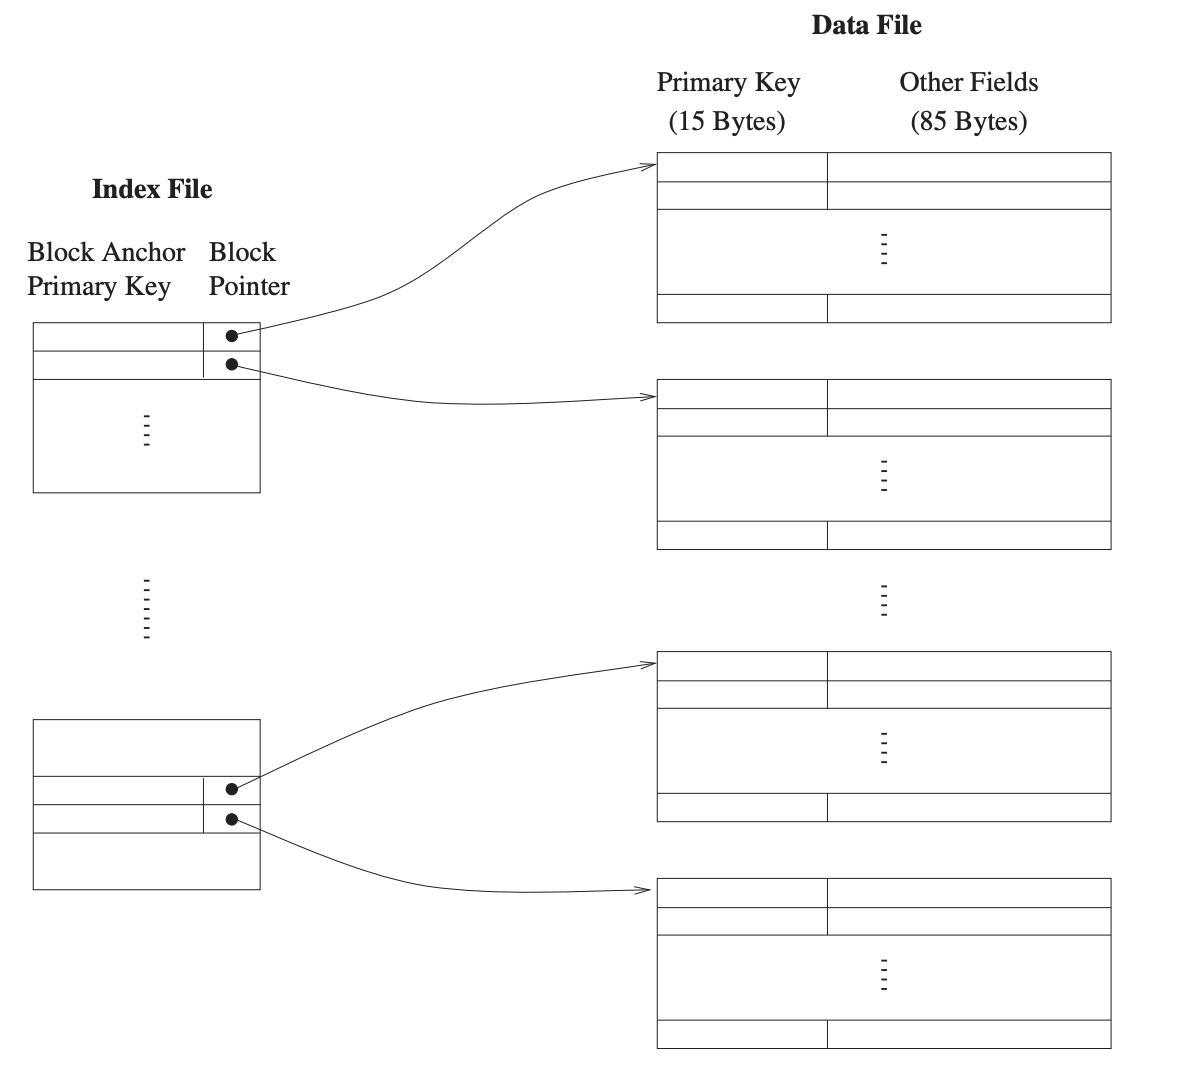 Data File
Primary Key Other Fields
(15 Bytes) (85 Bytes)
Index File
Block Anchor Block
Primary Key Pointer